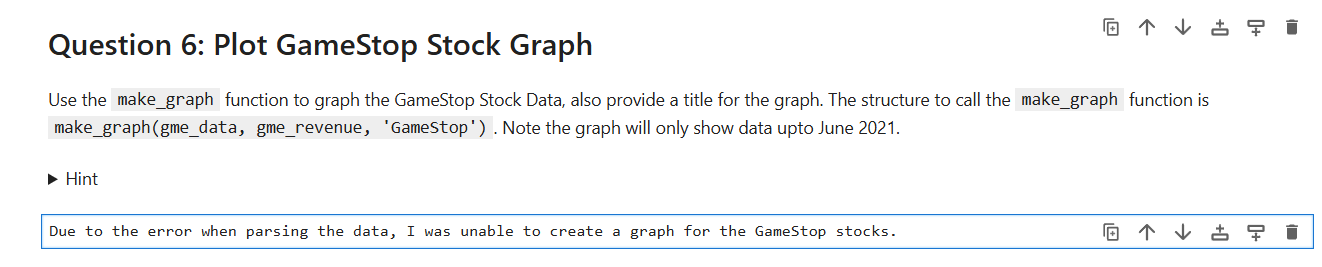 Question 6: Plot GameStop Stock Graph
Use the make_graph function to graph the GameStop Stock Data, also provide a title for the graph. The structure to call the make_graph function is
make_graph(gme_data, gme_revenue, 'GameStop'). Note the graph will only show data upto June 2021.
Hint
Due to the error when parsing the data, I was unable to create a graph for the GameStop stocks.